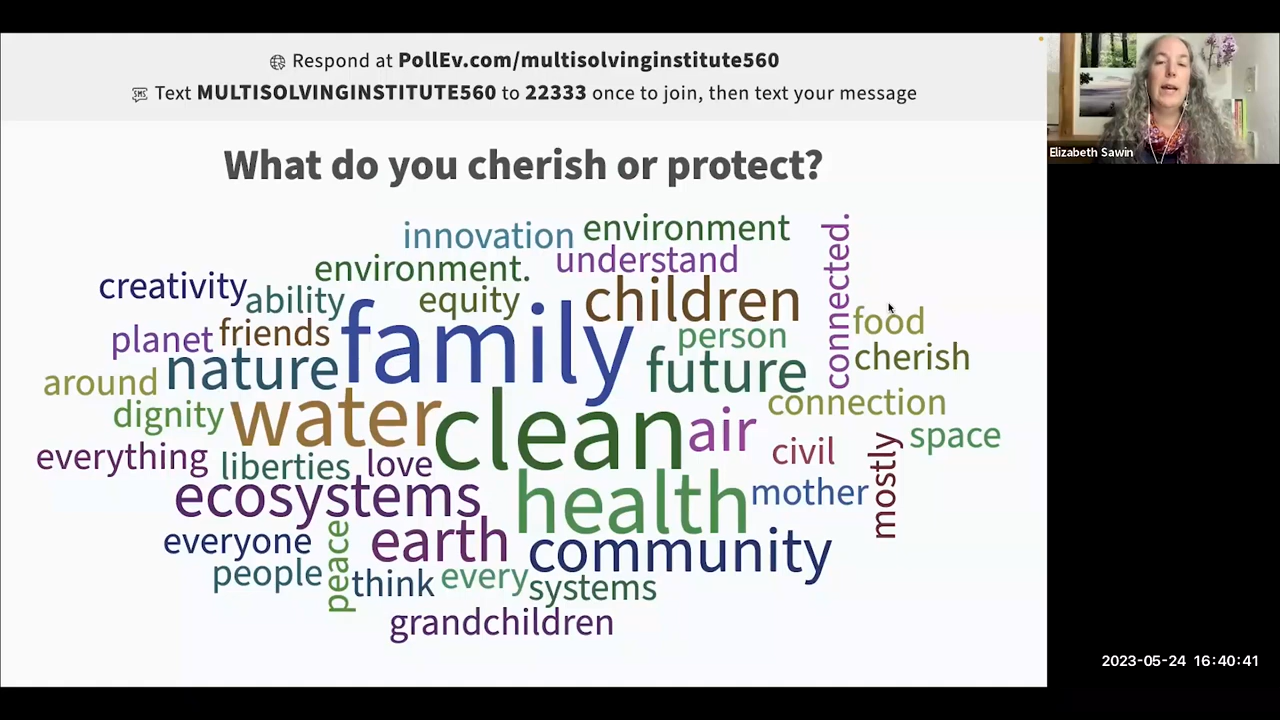 Respond at PollEv.com/multisolvinginstitute560
Text MULTISOLVINGINSTITUTE560 to 22333 once to join, then text your message
Elizabeth Sawin
What do you cherish or protect?
innovation environment
environment. understand
connected.
creativity ability equity children
food
planet friends family person
cherish
around nature future
connection
dignity water clean air
civil space
everything liberties love
mostly
ecosystems health mother
everyone earth community
people peace think every systems
grandchildren
2023-05-24 16:40:41